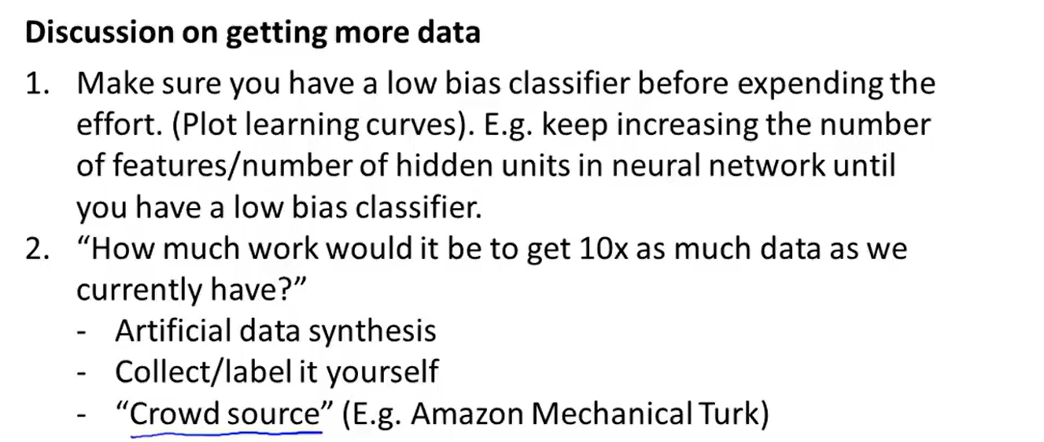 Discussion on getting more data
1. Make sure you have a low bias classifier before expending the
effort. (Plot learning curves). E.g. keep increasing the number
of features/number of hidden units in neural network until
you have a low bias classifier.
2. “How much work would it be to get 10x as much data as we
currently have?”
- Artificial data synthesis
- Collect/label it yourself
- “Crowd source” (E.g. Amazon Mechanical Turk)